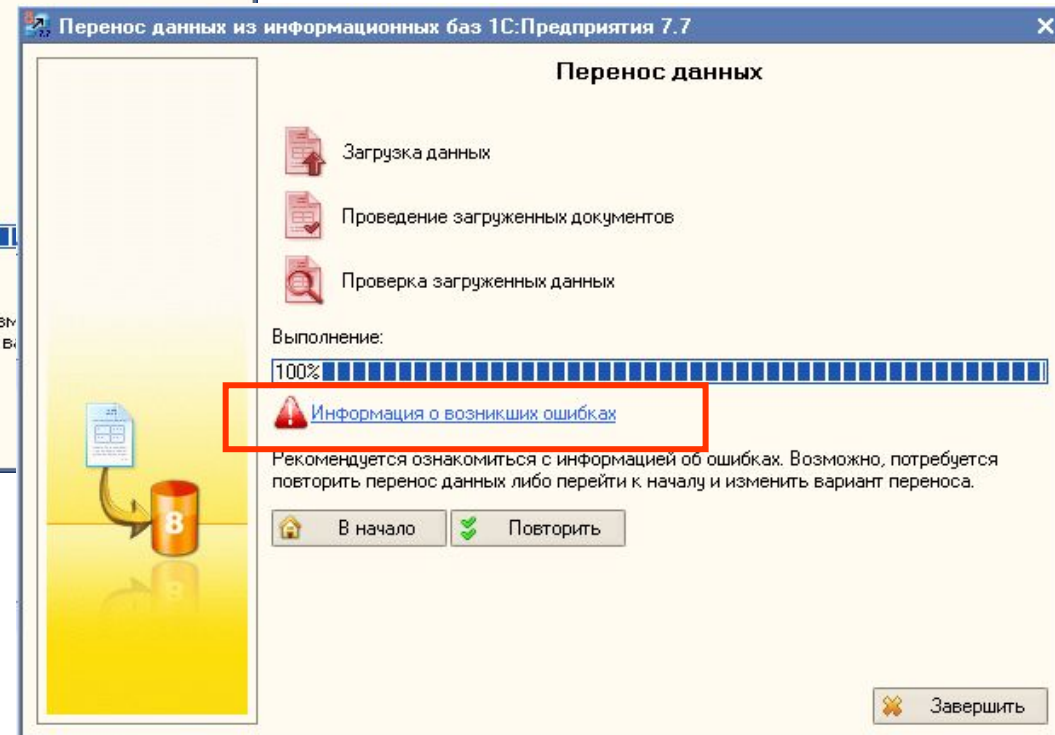 Перенос данных из информационных баз 1С:Предприятия 7.7
Перенос данных
Загрузка данных
Проведение загруженных документов
Проверка загруженных данных
Выполнение:
100%
Информация о возникших ошибках
Рекомендуется ознакомиться с информацией об ошибках. Возможно, потребуется
повторить перенос данных либо перейти к началу и изменить вариант переноса.
8
В начало
Повторить
Завершить